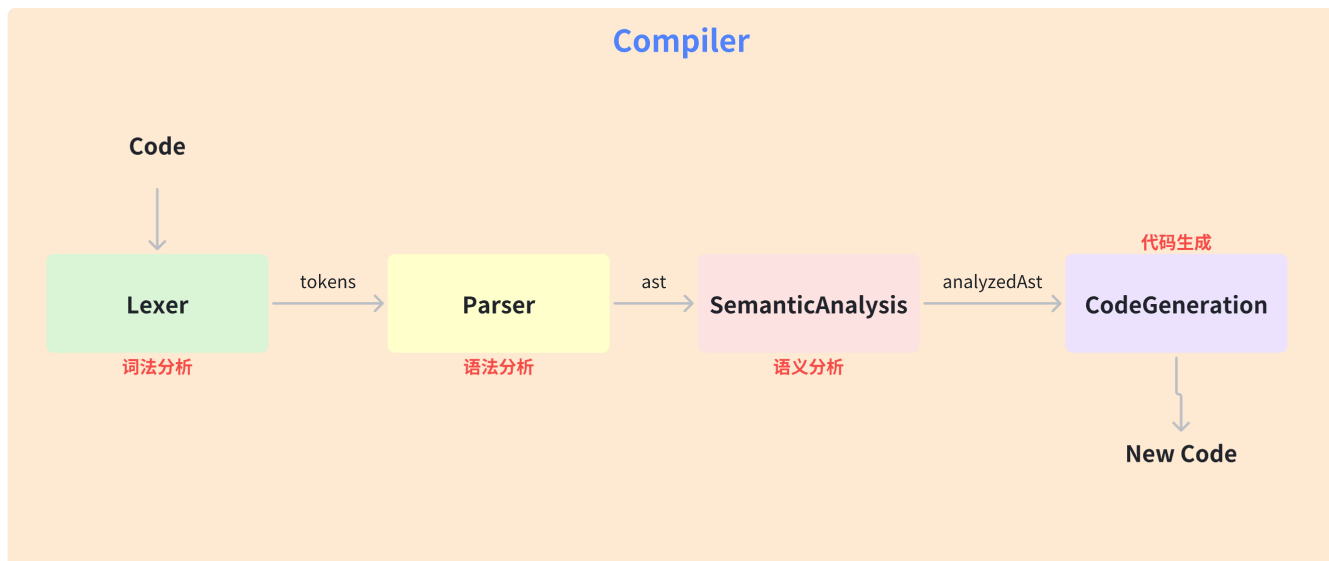 Compiler
Code
代码生成
Lexer
tokens
Parser
ast
SemanticAnalysis
analyzedAst
CodeGeneration
词法分析
语法分析
语义分析
New Code